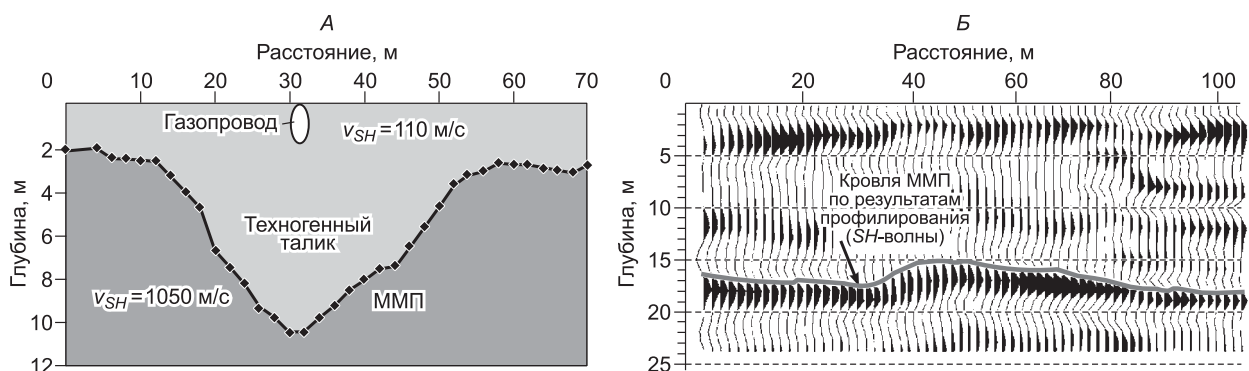 А
Расстояние, м
0 10 20 30 40 50 60 70
Газопровод
vSH = 110 м/с
2
4
6
8
10
12
Глубина, м
Техногенный
талик
vSH = 1050 м/с
ММП
Б
Расстояние, м
0 20 40 60 80 100
5
10
15
20
25
Глубина, м
Кровля ММП
по результатам
профилирования
(SH-волны)